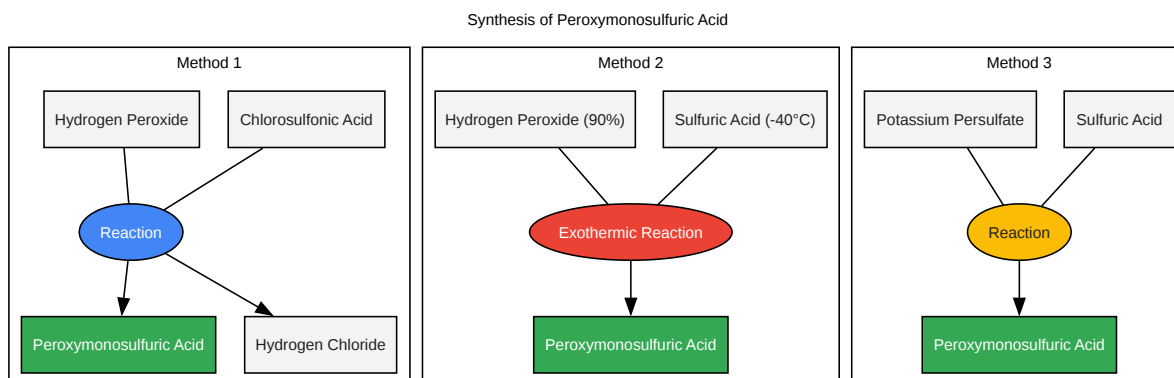 Synthesis of Peroxymonosulfuric Acid
Method 1
Hydrogen Peroxide
Chlorosulfonic Acid
Reaction
Peroxymonosulfuric Acid
Hydrogen Chloride
Method 2
Hydrogen Peroxide (90%)
Sulfuric Acid (-40°C)
Exothermic Reaction
Peroxymonosulfuric Acid
Method 3
Potassium Persulfate
Sulfuric Acid
Reaction
Peroxymonosulfuric Acid